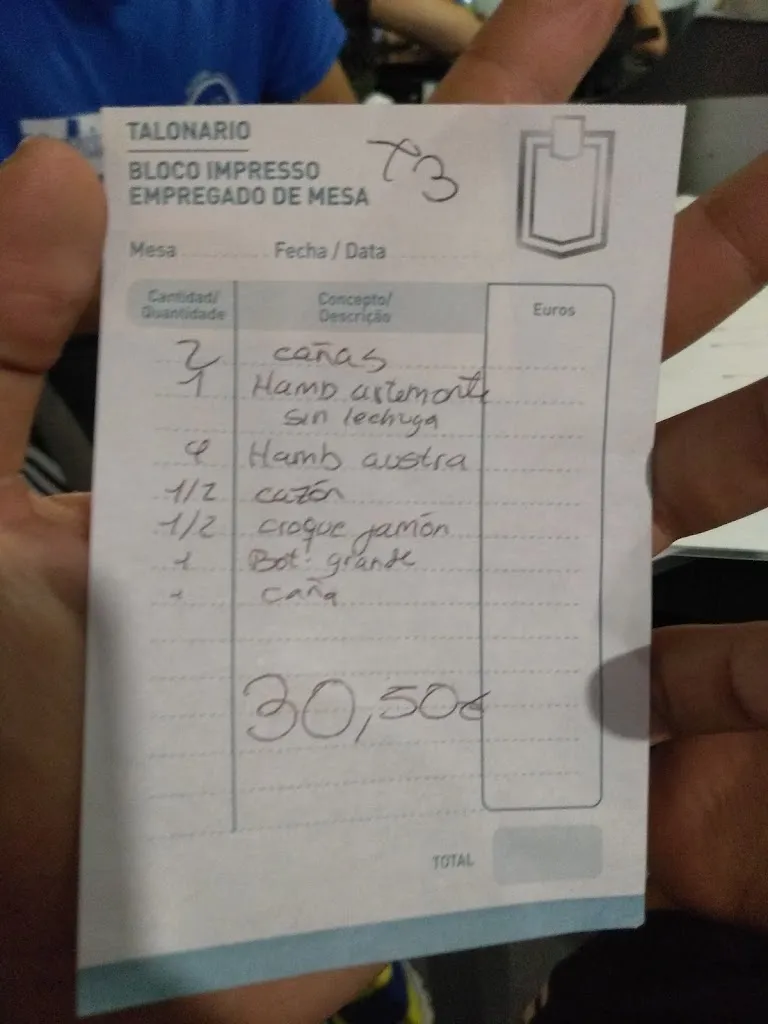 TALONARIO
BLOCO IMPRESSO
EMPREGADO DE MESA
T3
Mesa Fecha / Data
Cantidad/ Concepto/ Euros
Quantidade Descrição
2 cañas
1 Hamb artemonte
sin lechuga
Hamb austra
1/2 cazón
1/2 croque jamón
1 Bot. grande
1 caña
30,50€
TOTAL